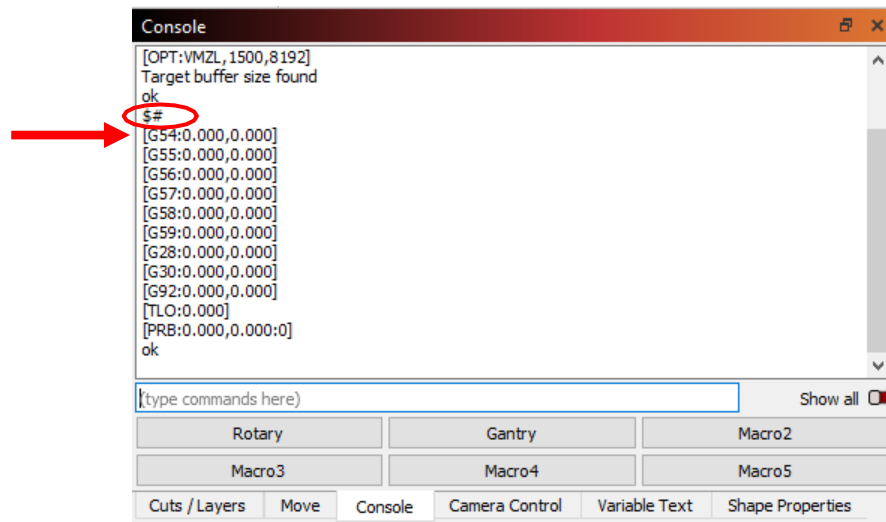 Console
[OPT:VMZL,1500,8192]
Target buffer size found
ok
$#
[G54:0.000,0.000]
[G55:0.000,0.000]
[G56:0.000,0.000]
[G57:0.000,0.000]
[G58:0.000,0.000]
[G59:0.000,0.000]
[G28:0.000,0.000]
[G30:0.000,0.000]
[G92:0.000,0.000]
[TLO:0.000]
[PRB:0.000,0.000:0]
ok
(type commands here) Show all
Rotary Gantry Macro2
Macro3 Macro4 Macro5
Cuts / Layers Move Console Camera Control Variable Text Shape Properties